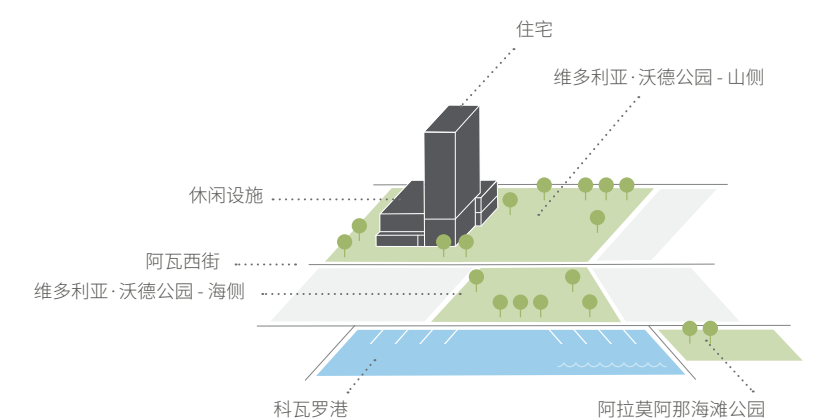 住宅
维多利亚·沃德公园 - 山侧
休闲设施
阿瓦西街
维多利亚·沃德公园 - 海侧
科瓦罗港
阿拉莫阿那海滩公园